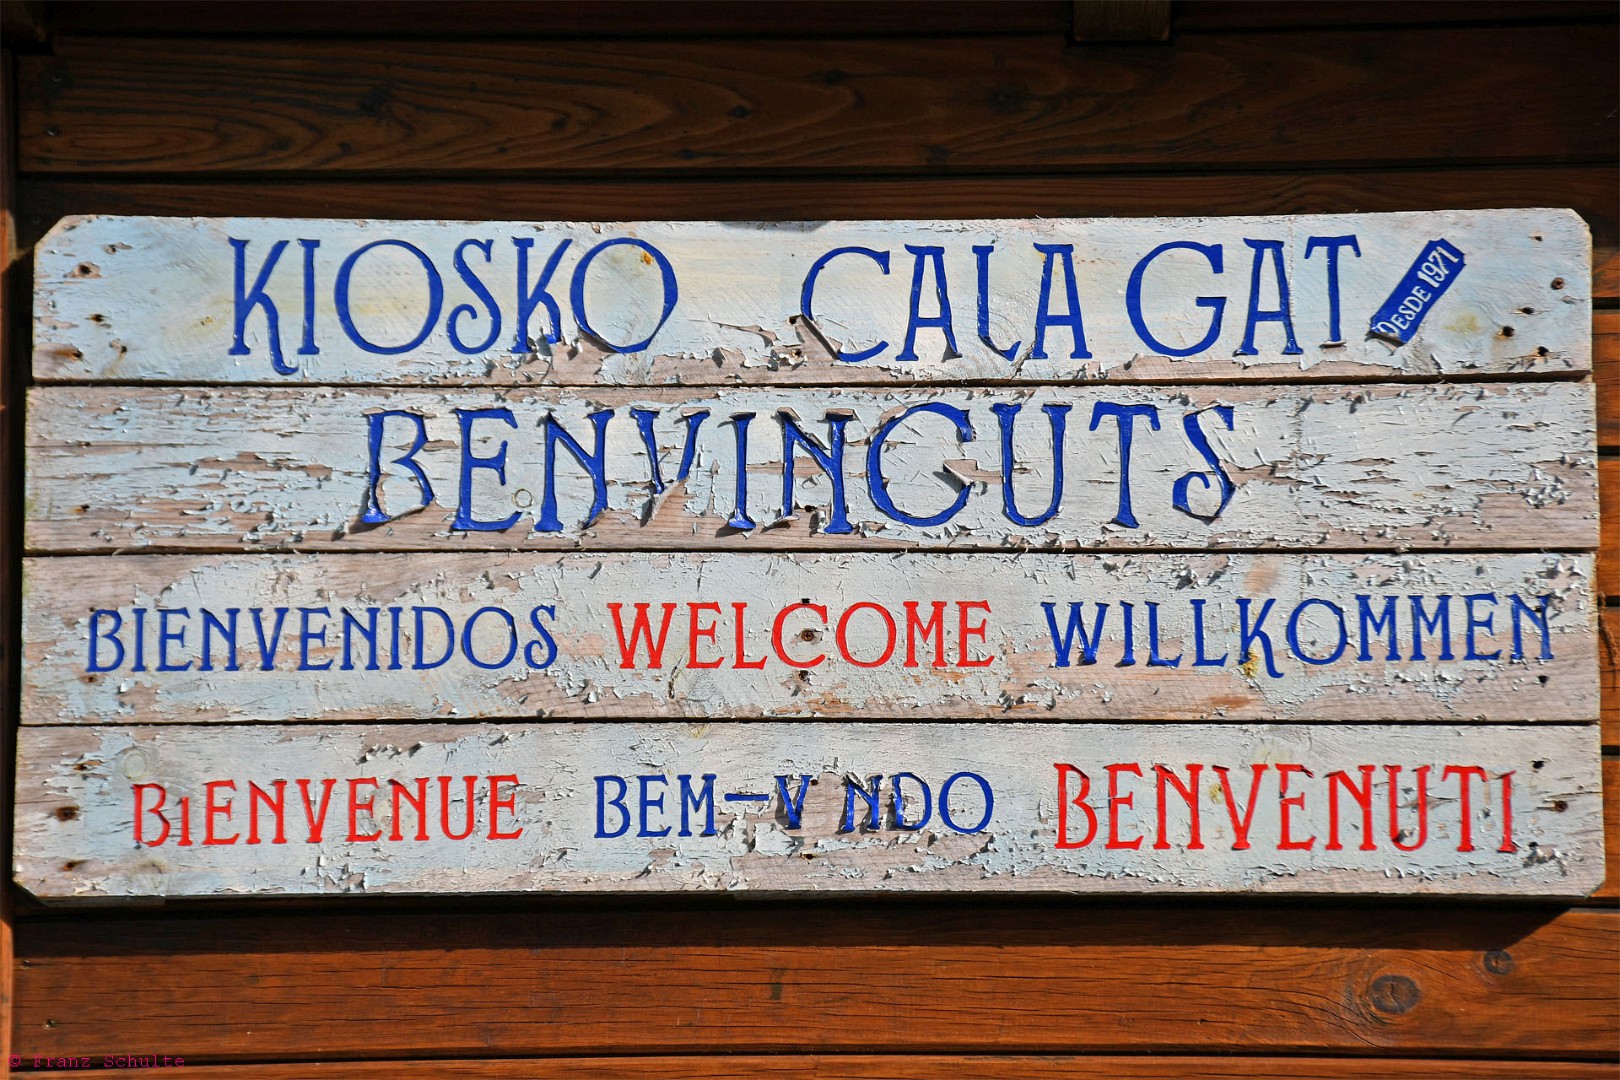 KIOSKO CALA GAT DESDE 1971
BENVINGUTS
BIENVENIDOS WELCOME WILLKOMMEN
BiENVENUE BEM-V NDO BENVENUTI
© Franz Schulte